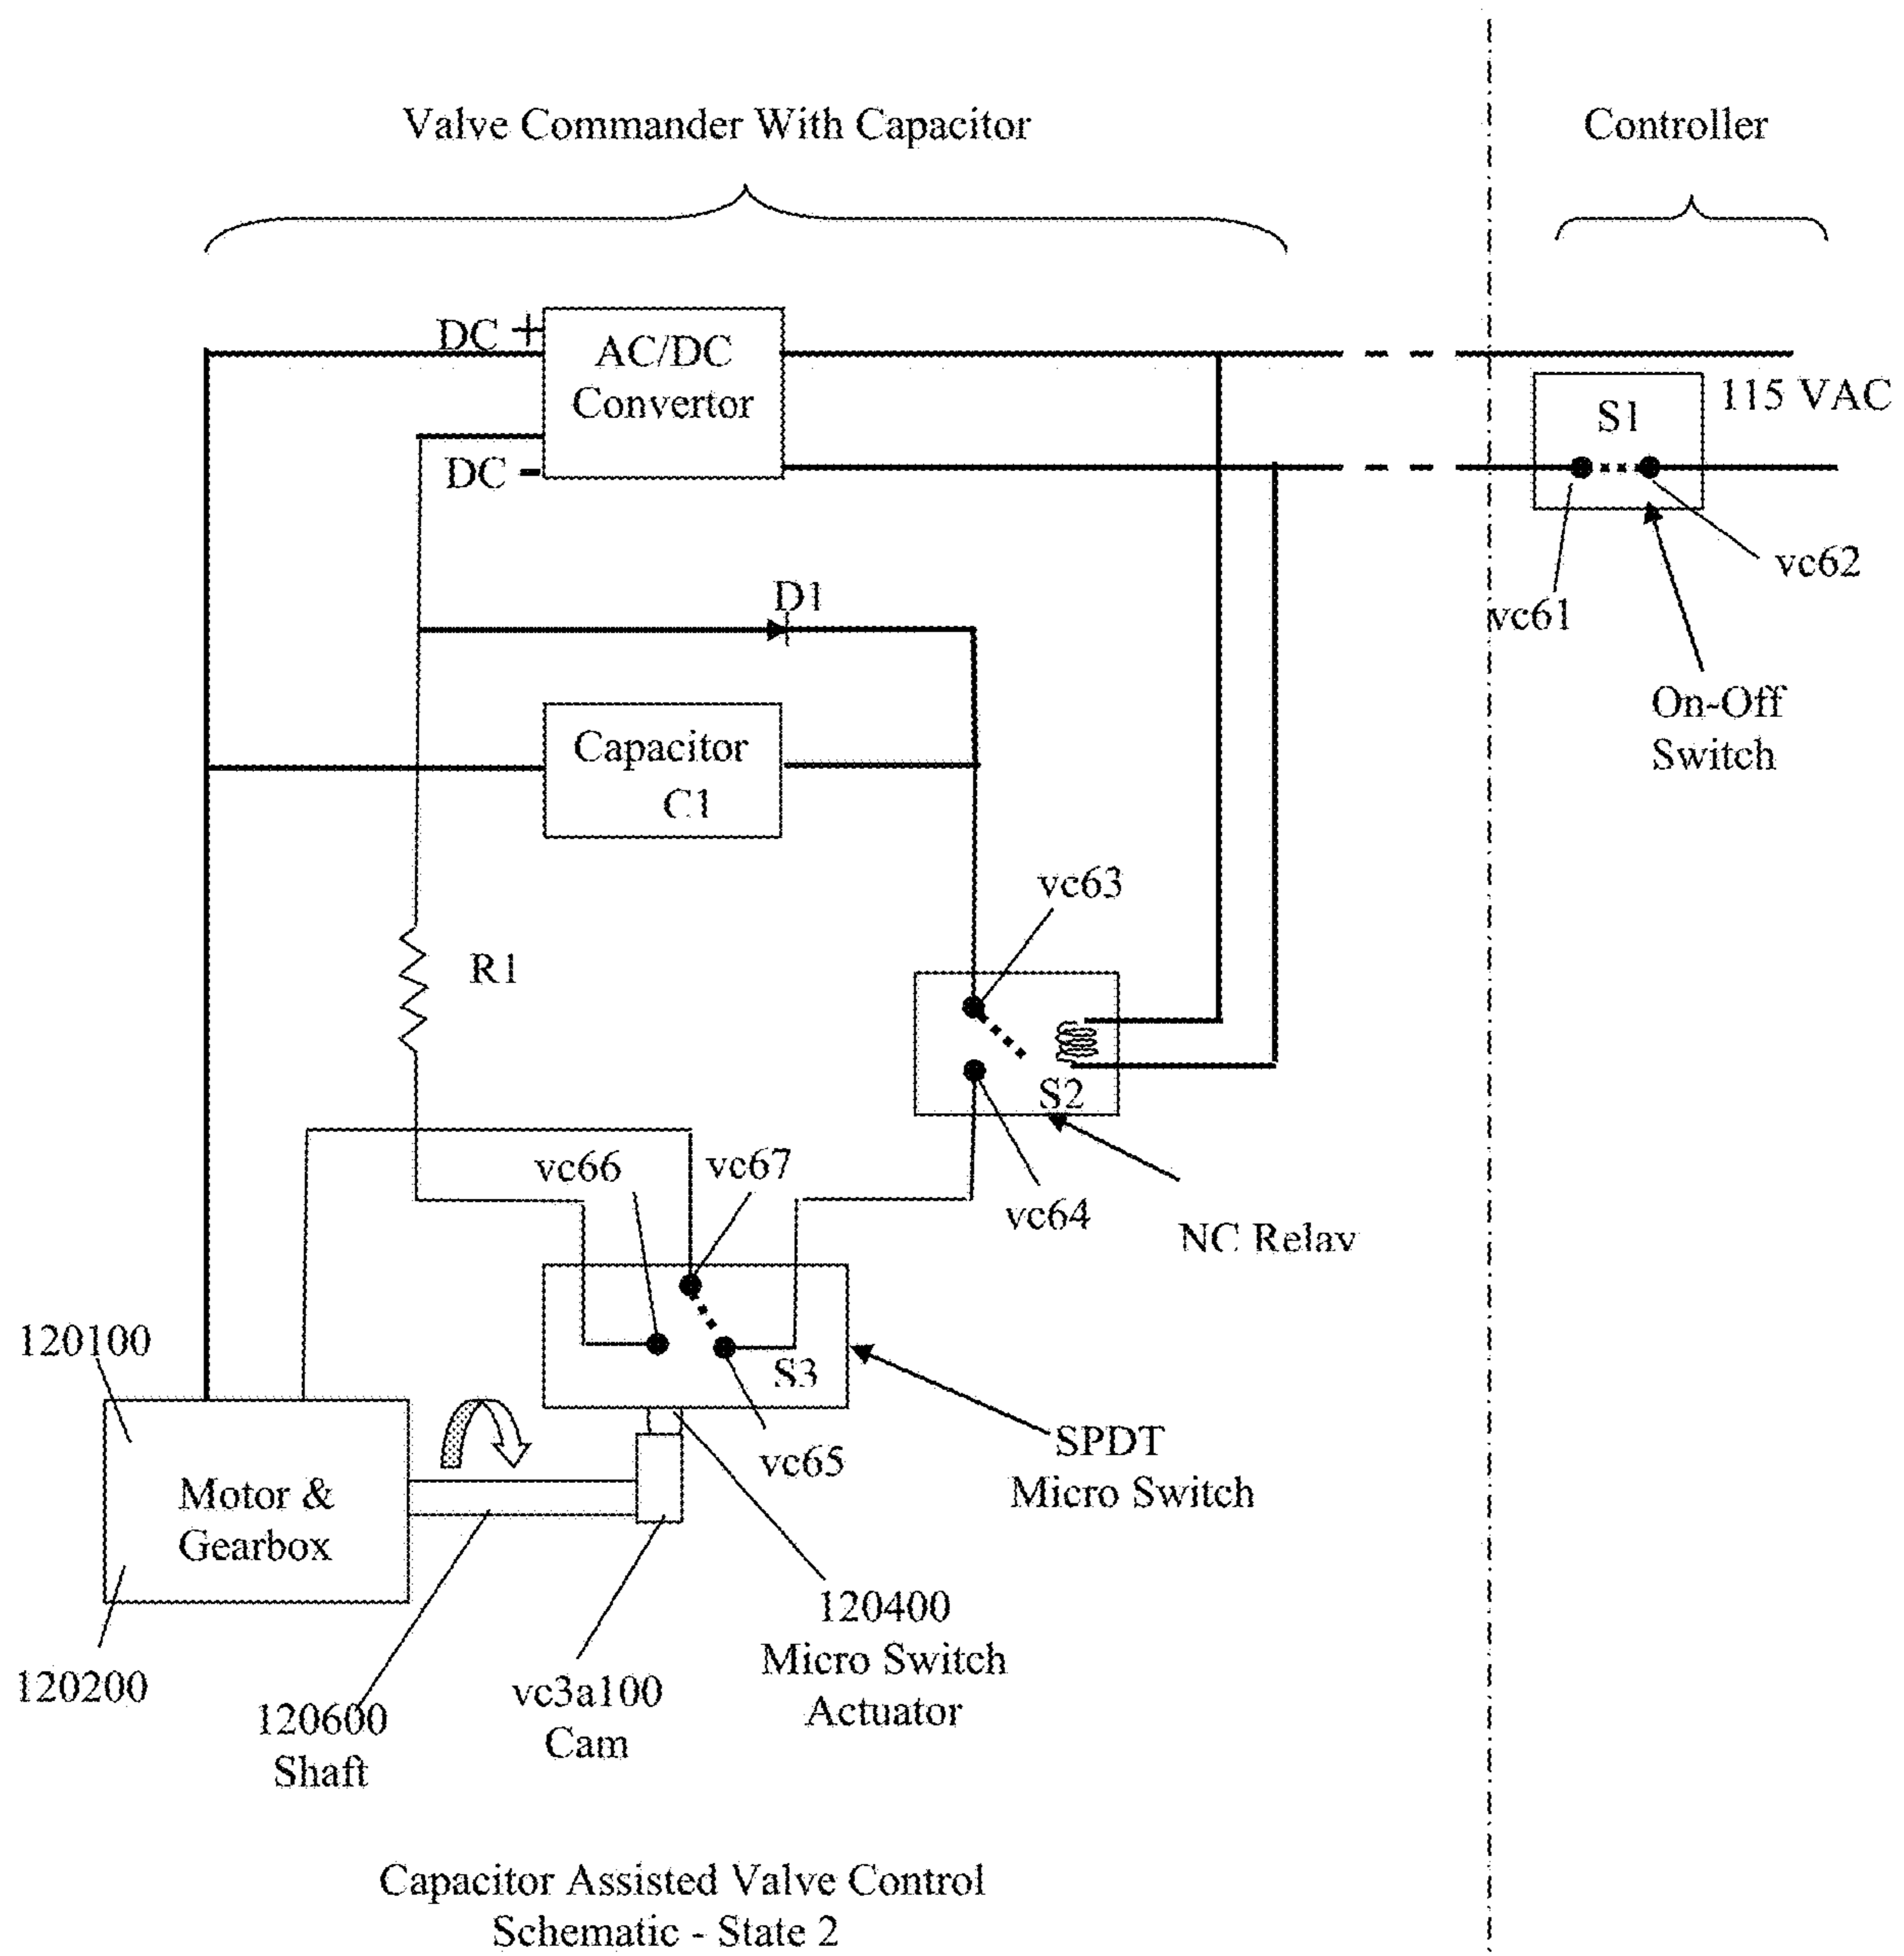 Valve Commander With Capacitor
Controller
DC +
AC/DC
Convertor
DC -
115 VAC
S1
vc62
vc61
On-Off
Switch
D1
Capacitor
C1
vc63
R1
S2
vc66
vc67
vc64
NC Relay
120100
S3
SPDT
Micro Switch
vc65
Motor &
Gearbox
120400
Micro Switch
Actuator
120200
120600
Shaft
vc3a100
Cam
Capacitor Assisted Valve Control
Schematic - State 2